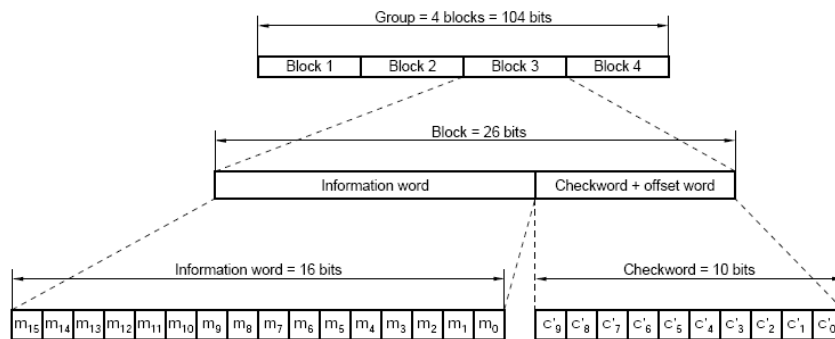 Group = 4 blocks = 104 bits
Block 1 Block 2 Block 3 Block 4
Block = 26 bits
Information word Checkword + offset word
Information word = 16 bits Checkword = 10 bits
m₁₅ m₁₄ m₁₃ m₁₂ m₁₁ m₁₀ m₉ m₈ m₇ m₆ m₅ m₄ m₃ m₂ m₁ m₀ c'₉ c'₈ c'₇ c'₆ c'₅ c'₄ c'₃ c'₂ c'₁ c'₀